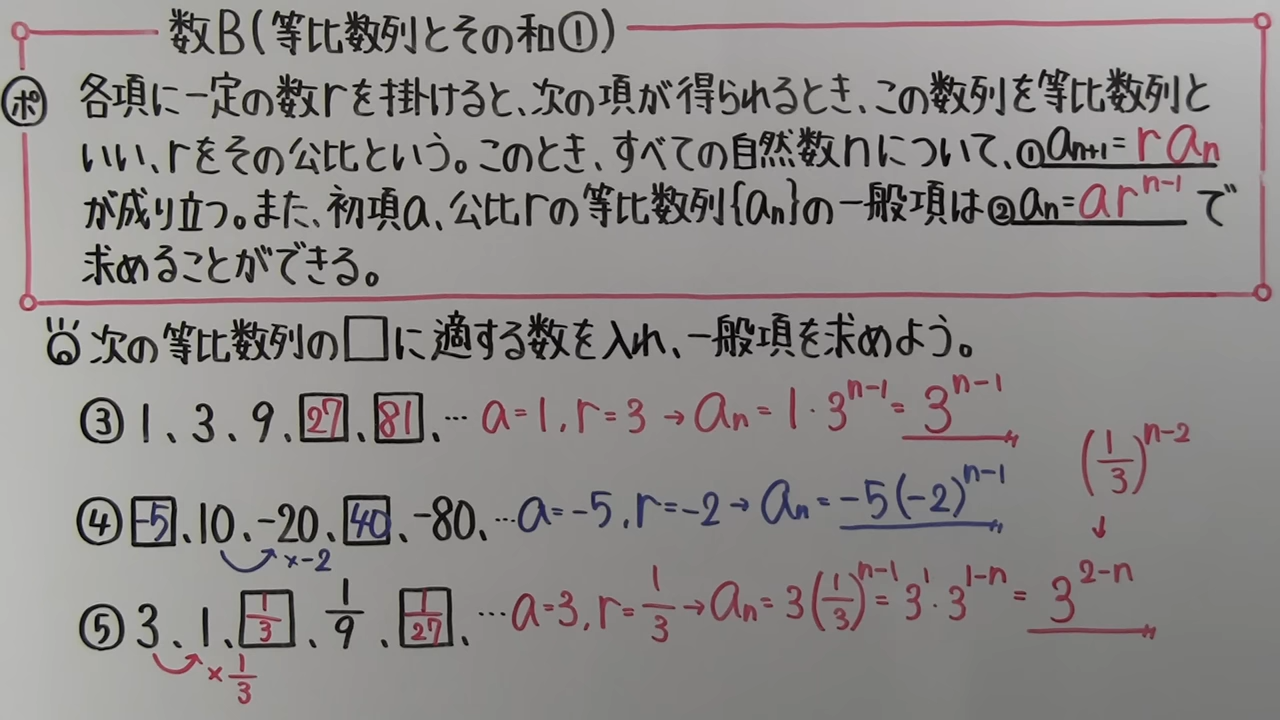 数B(等比数列とその和①)
ポ 各項に一定の数rを掛けると、次の項が得られるとき、この数列を等比数列と
いい、rをその公比という。このとき、すべての自然数nについて、①aₙ₊₁=raₙ
が成り立つ。また、初項a、公比rの等比数列{aₙ}の一般項は②aₙ=arⁿ⁻¹で
求めることができる。
次の等比数列の□に適する数を入れ、一般項を求めよう。
③ 1、3、9、27、81、… a=1, r=3 → aₙ=1・3ⁿ⁻¹=3ⁿ⁻¹
(1/3)ⁿ⁻²
↓
④ -5、10、-20、40、-80、… a=-5, r=-2 → aₙ=-5(-2)ⁿ⁻¹
×-2
⑤ 3、1、1/3、1/9、1/27、… a=3, r=1/3 → aₙ=3(1/3)ⁿ⁻¹=3¹・3¹⁻ⁿ=3²⁻ⁿ
×1/3